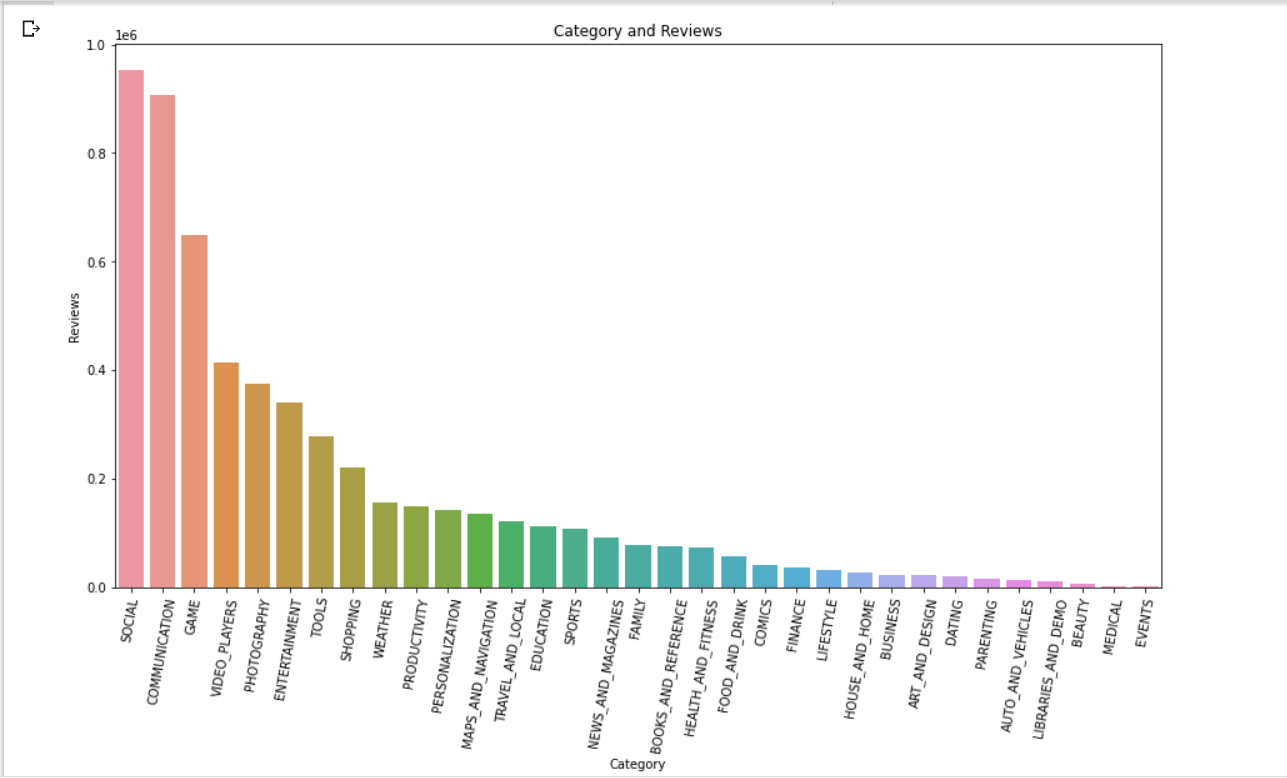 Category and Reviews
1e6
1.0
0.8
0.6
0.4
0.2
0.0
Reviews
SOCIAL
COMMUNICATION
GAME
VIDEO_PLAYERS
PHOTOGRAPHY
ENTERTAINMENT
TOOLS
SHOPPING
WEATHER
PRODUCTIVITY
PERSONALIZATION
MAPS_AND_NAVIGATION
TRAVEL_AND_LOCAL
EDUCATION
SPORTS
NEWS_AND_MAGAZINES
FAMILY
BOOKS_AND_REFERENCE
HEALTH_AND_FITNESS
FOOD_AND_DRINK
COMICS
FINANCE
LIFESTYLE
HOUSE_AND_HOME
BUSINESS
ART_AND_DESIGN
DATING
PARENTING
AUTO_AND_VEHICLES
LIBRARIES_AND_DEMO
BEAUTY
MEDICAL
EVENTS
Category